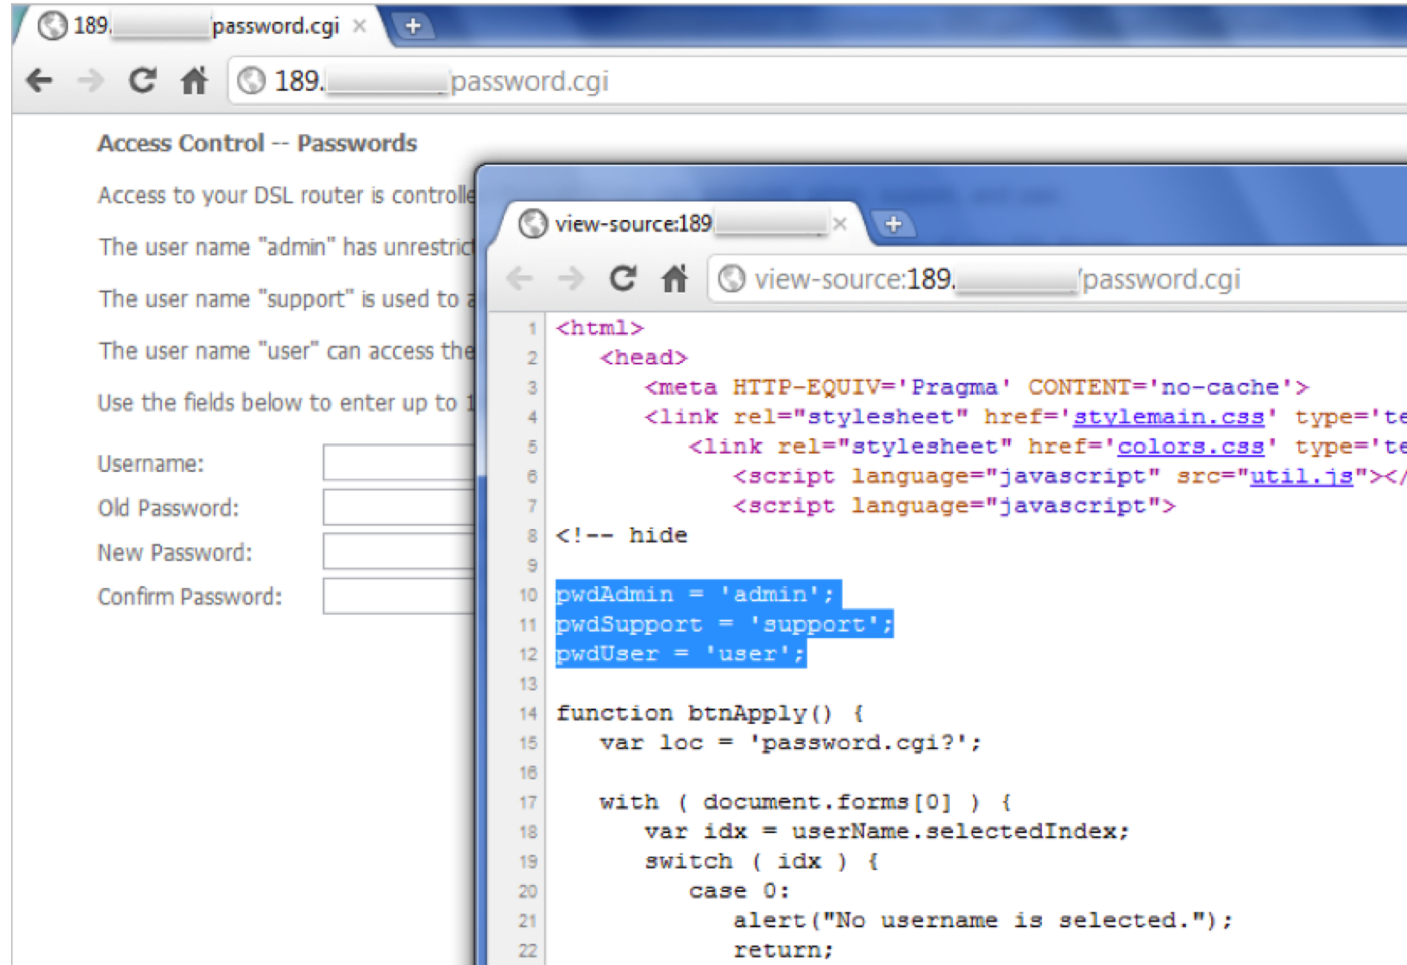 189. password.cgi
189. password.cgi
Access Control -- Passwords
Access to your DSL router is controlle
The user name "admin" has unrestrict
The user name "support" is used to a
The user name "user" can access the
Use the fields below to enter up to 1
Username:
Old Password:
New Password:
Confirm Password:
view-source:189
view-source:189. /password.cgi
1 <html>
2 <head>
3 <meta HTTP-EQUIV='Pragma' CONTENT='no-cache'>
4 <link rel="stylesheet" href='stylemain.css' type='te
5 <link rel="stylesheet" href='colors.css' type='te
6 <script language="javascript" src="util.js"></
7 <script language="javascript">
8 <!-- hide
9
10 pwdAdmin = 'admin';
11 pwdSupport = 'support';
12 pwdUser = 'user';
13
14 function btnApply() {
15 var loc = 'password.cgi?';
16
17 with ( document.forms[0] ) {
18 var idx = userName.selectedIndex;
19 switch ( idx ) {
20 case 0:
21 alert("No username is selected.");
22 return;